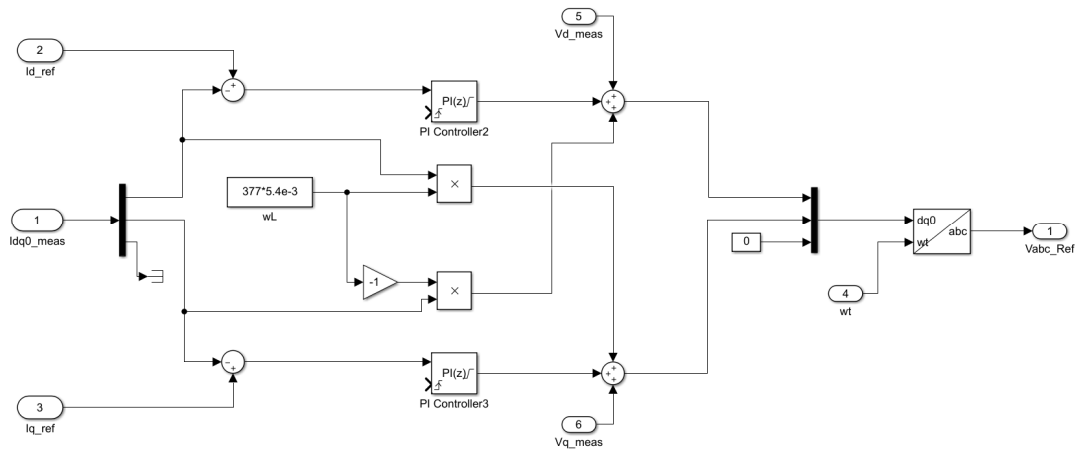 5
Vd_meas
2
Id_ref
+
−
PI(z)
PI Controller2
+
+
+
377*5.4e-3
wL
×
1
Idq0_meas
0
dq0
wt
abc
1
Vabc_Ref
-1
×
4
wt
−
+
PI(z)
PI Controller3
+
+
+
3
Iq_ref
6
Vq_meas